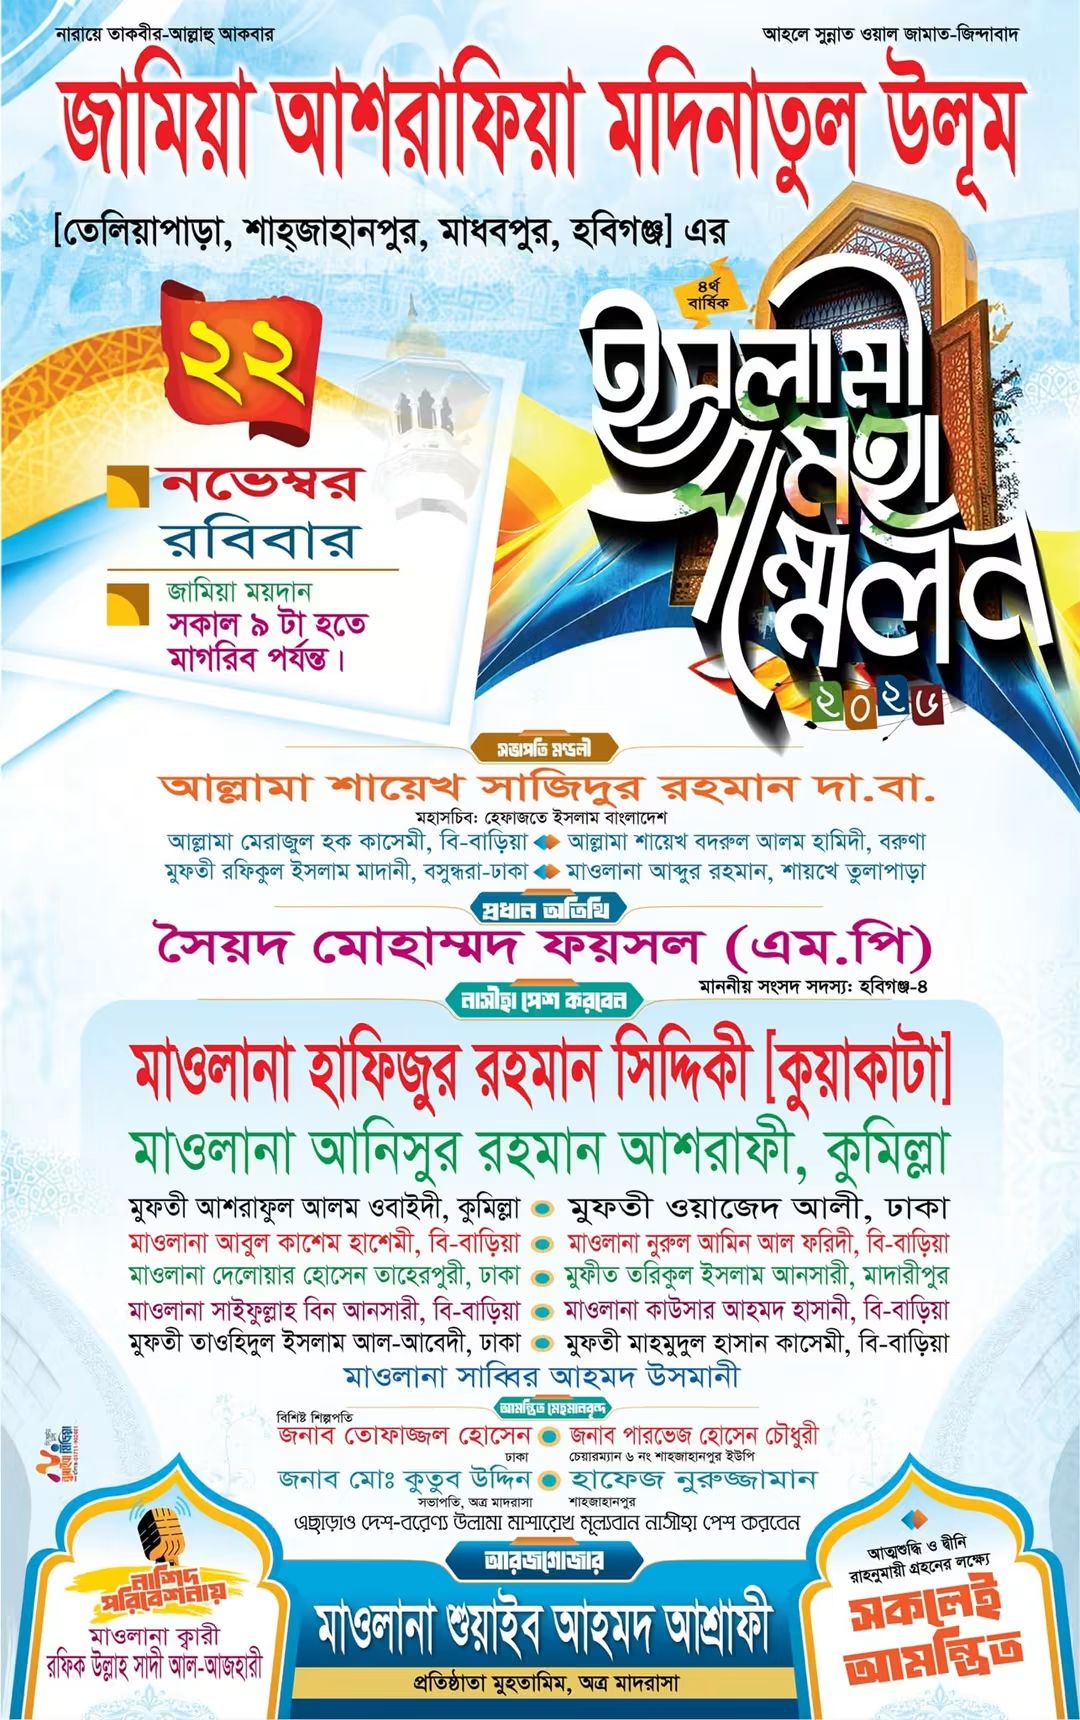 নারায়ে তাকবীর-আল্লাহু আকবার
আহলে সুন্নাত ওয়াল জামাত-জিন্দাবাদ
জামিয়া আশরাফিয়া মদিনাতুল উলূম
[তেলিয়াপাড়া, শাহ্জাহানপুর, মাধবপুর, হবিগঞ্জ] এর
৪র্থ
বার্ষিক
ইসলামী
মহা
সম্মেলন
২০২৬
২২
নভেম্বর
রবিবার
জামিয়া ময়দান
সকাল ৯ টা হতে
মাগরিব পর্যন্ত।
সভাপতি মণ্ডলী
আল্লামা শায়েখ সাজিদুর রহমান দা.বা.
মহাসচিব: হেফাজতে ইসলাম বাংলাদেশ
আল্লামা মেরাজুল হক কাসেমী, বি-বাড়িয়া আল্লামা শায়েখ বদরুল আলম হামিদী, বরুণা
মুফতী রফিকুল ইসলাম মাদানী, বসুন্ধরা-ঢাকা মাওলানা আব্দুর রহমান, শায়খে তুলাপাড়া
প্রধান অতিথি
সৈয়দ মোহাম্মদ ফয়সল (এম.পি)
মাননীয় সংসদ সদস্য: হবিগঞ্জ-৪
নাসীহা পেশ করবেন
মাওলানা হাফিজুর রহমান সিদ্দিকী [কুয়াকাটা]
মাওলানা আনিসুর রহমান আশরাফী, কুমিল্লা
মুফতী আশরাফুল আলম ওবাইদী, কুমিল্লা মুফতী ওয়াজেদ আলী, ঢাকা
মাওলানা আবুল কাশেম হাশেমী, বি-বাড়িয়া মাওলানা নুরুল আমিন আল ফরিদী, বি-বাড়িয়া
মাওলানা দেলোয়ার হোসেন তাহেরপুরী, ঢাকা মুফীত তরিকুল ইসলাম আনসারী, মাদারীপুর
মাওলানা সাইফুল্লাহ বিন আনসারী, বি-বাড়িয়া মাওলানা কাউসার আহমদ হাসানী, বি-বাড়িয়া
মুফতী তাওহিদুল ইসলাম আল-আবেদী, ঢাকা মুফতী মাহমুদুল হাসান কাসেমী, বি-বাড়িয়া
মাওলানা সাব্বির আহমদ উসমানী
আমন্ত্রিত মেহমানবৃন্দ
বিশিষ্ট শিল্পপতি
জনাব তোফাজ্জল হোসেন জনাব পারভেজ হোসেন চৌধুরী
ঢাকা চেয়ারম্যান ৬ নং শাহজাহানপুর ইউপি
জনাব মোঃ কুতুব উদ্দিন হাফেজ নুরুজ্জামান
সভাপতি, অত্র মাদরাসা শাহজাহানপুর
এছাড়াও দেশ-বরেণ্য উলামা মাশায়েখ মূল্যবান নাসীহা পেশ করবেন
আরজগোজার
মাওলানা শুয়াইব আহমদ আশ্রাফী
প্রতিষ্ঠাতা মুহতামিম, অত্র মাদরাসা
নাশিদ
পরিবেশনায়
মাওলানা ক্বারী
রফিক উল্লাহ সাদী আল-আজহারী
আত্মশুদ্ধি ও দ্বীনি
রাহনুমায়ী গ্রহনের লক্ষ্যে
সকলেই
আমন্ত্রিত